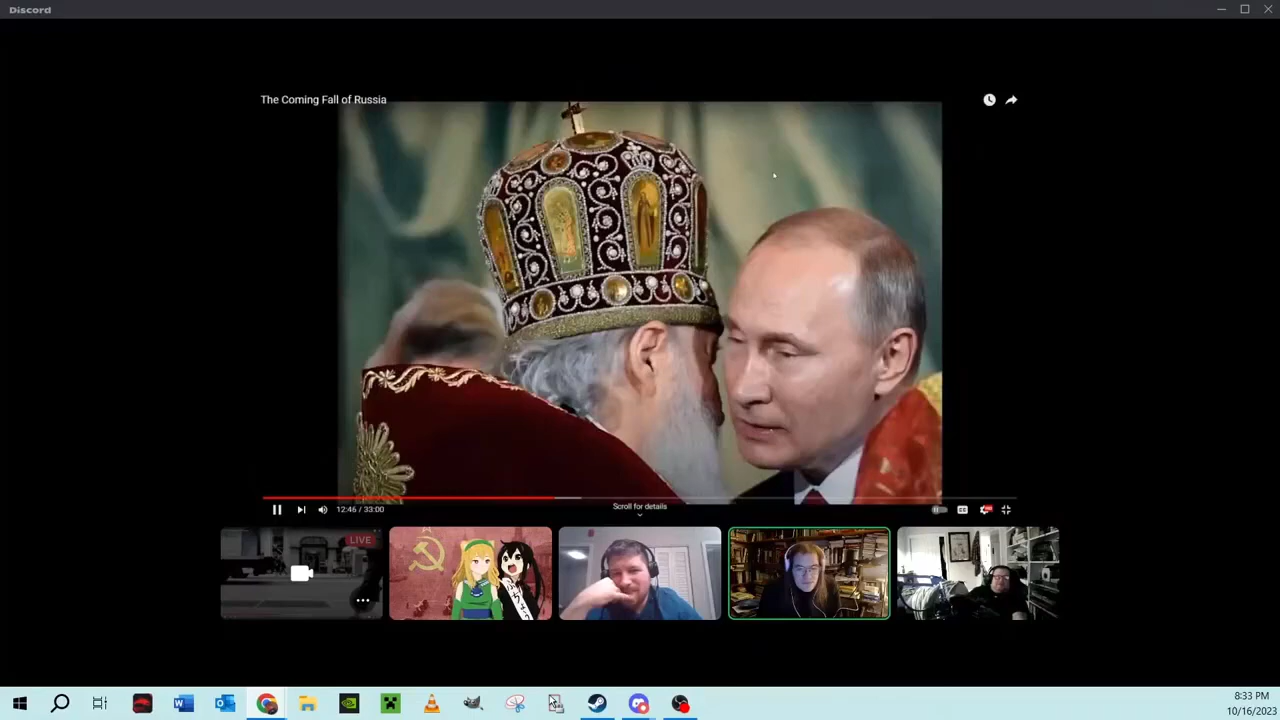 Discord
The Coming Fall of Russia
12:46 / 33:00
Scroll for details
LIVE
8:33 PM
10/16/2023